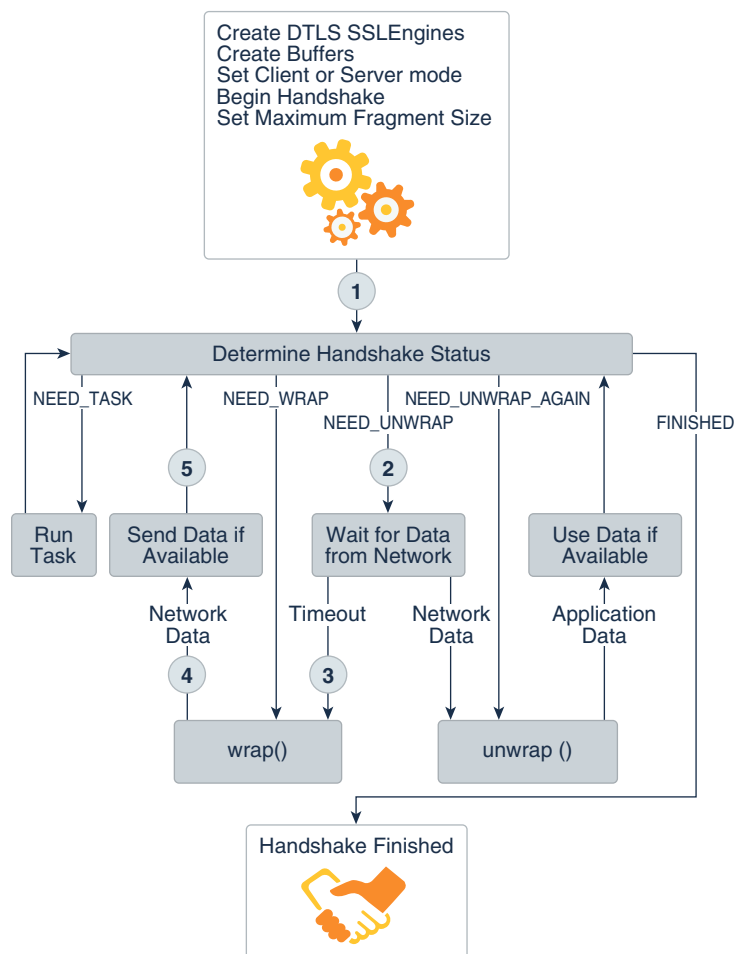 Create DTLS SSLEngines
Create Buffers
Set Client or Server mode
Begin Handshake
Set Maximum Fragment Size
1
Determine Handshake Status
NEED_TASK
NEED_WRAP
NEED_UNWRAP
NEED_UNWRAP_AGAIN
FINISHED
5
2
Run
Task
Send Data if
Available
Wait for Data
from Network
Use Data if
Available
Network
Data
Timeout
Network
Data
Application
Data
4
3
wrap()
unwrap ()
Handshake Finished